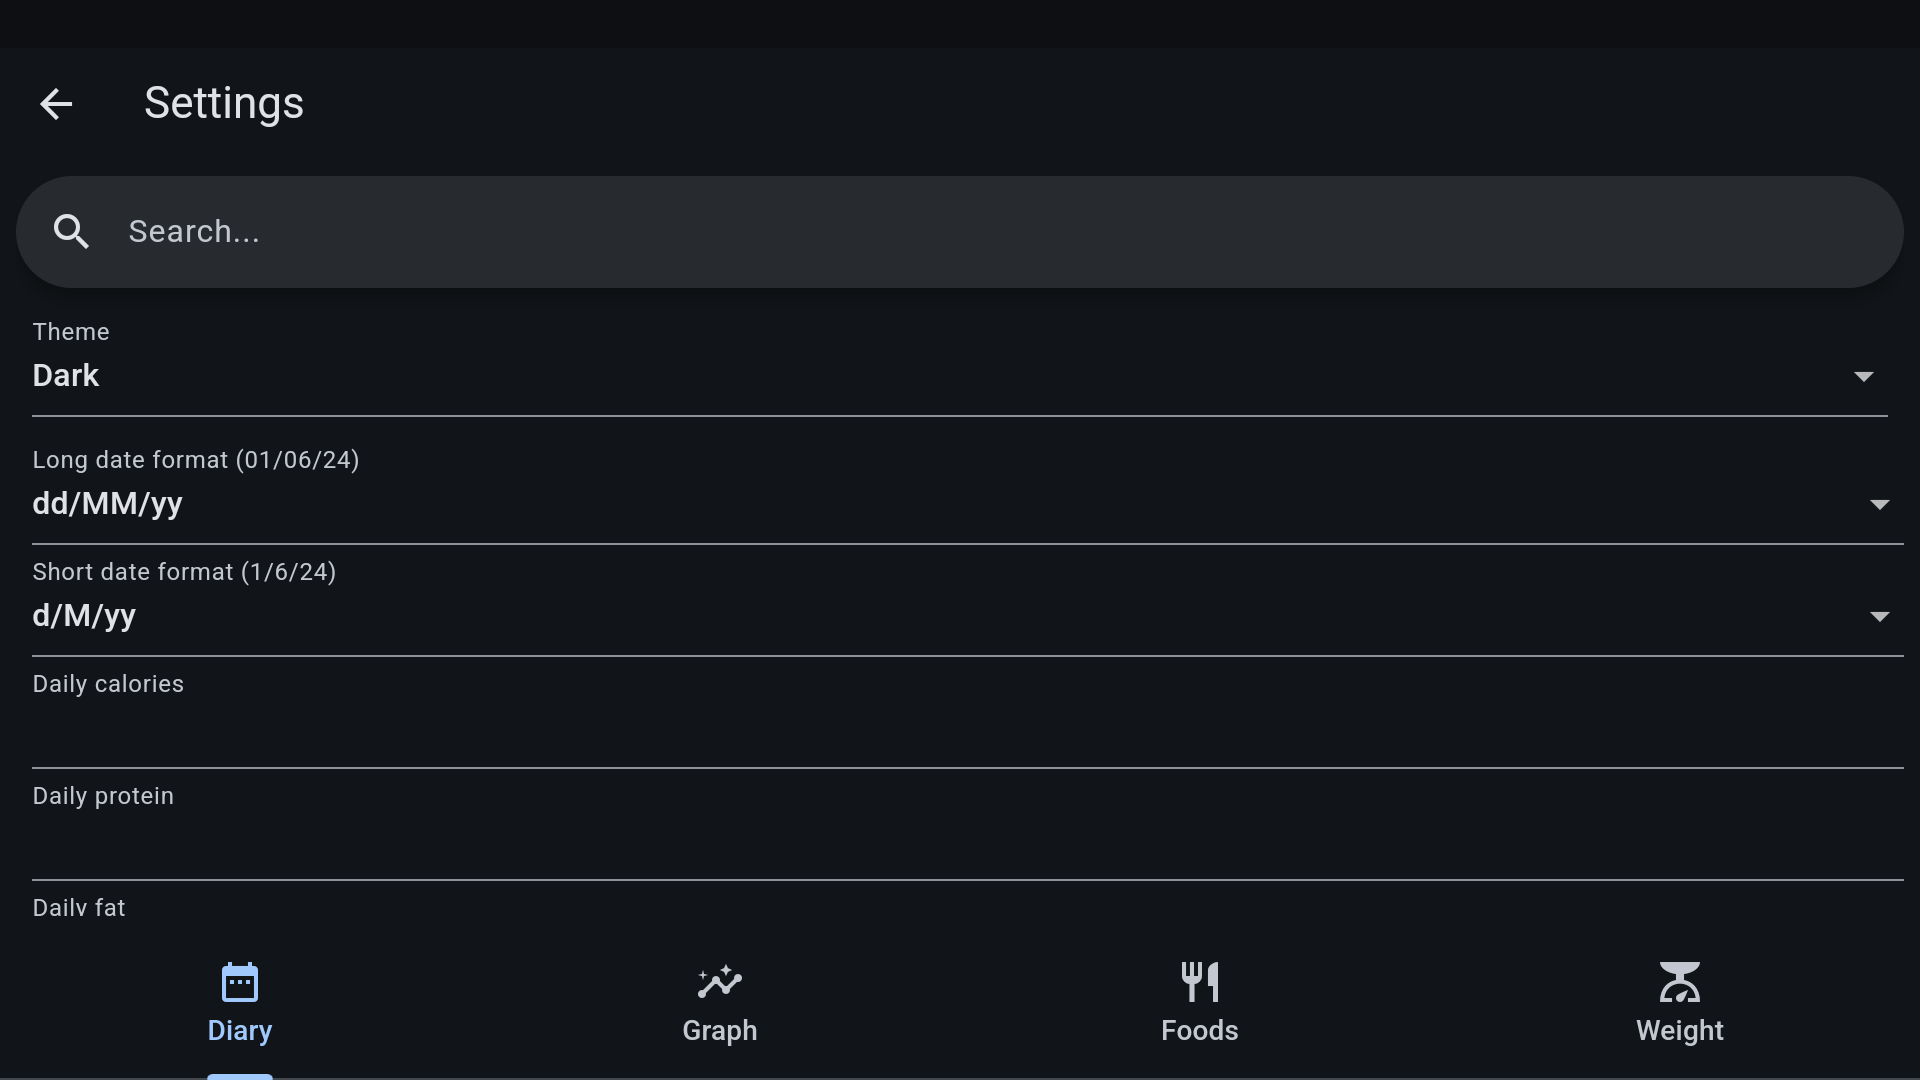 Settings
Search...
Theme
Dark
Long date format (01/06/24)
dd/MM/yy
Short date format (1/6/24)
d/M/yy
Daily calories
Daily protein
Daily fat
Diary
Graph
Foods
Weight